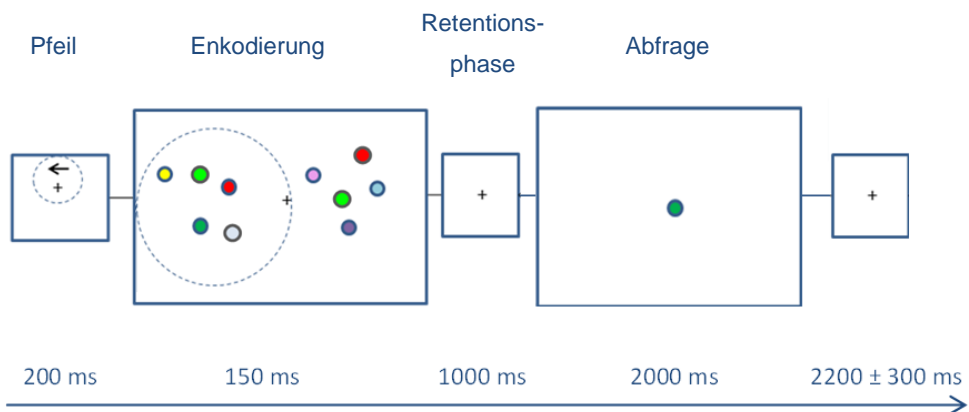 Pfeil
Enkodierung
Retentions-
phase
Abfrage
200 ms
150 ms
1000 ms
2000 ms
2200 ± 300 ms